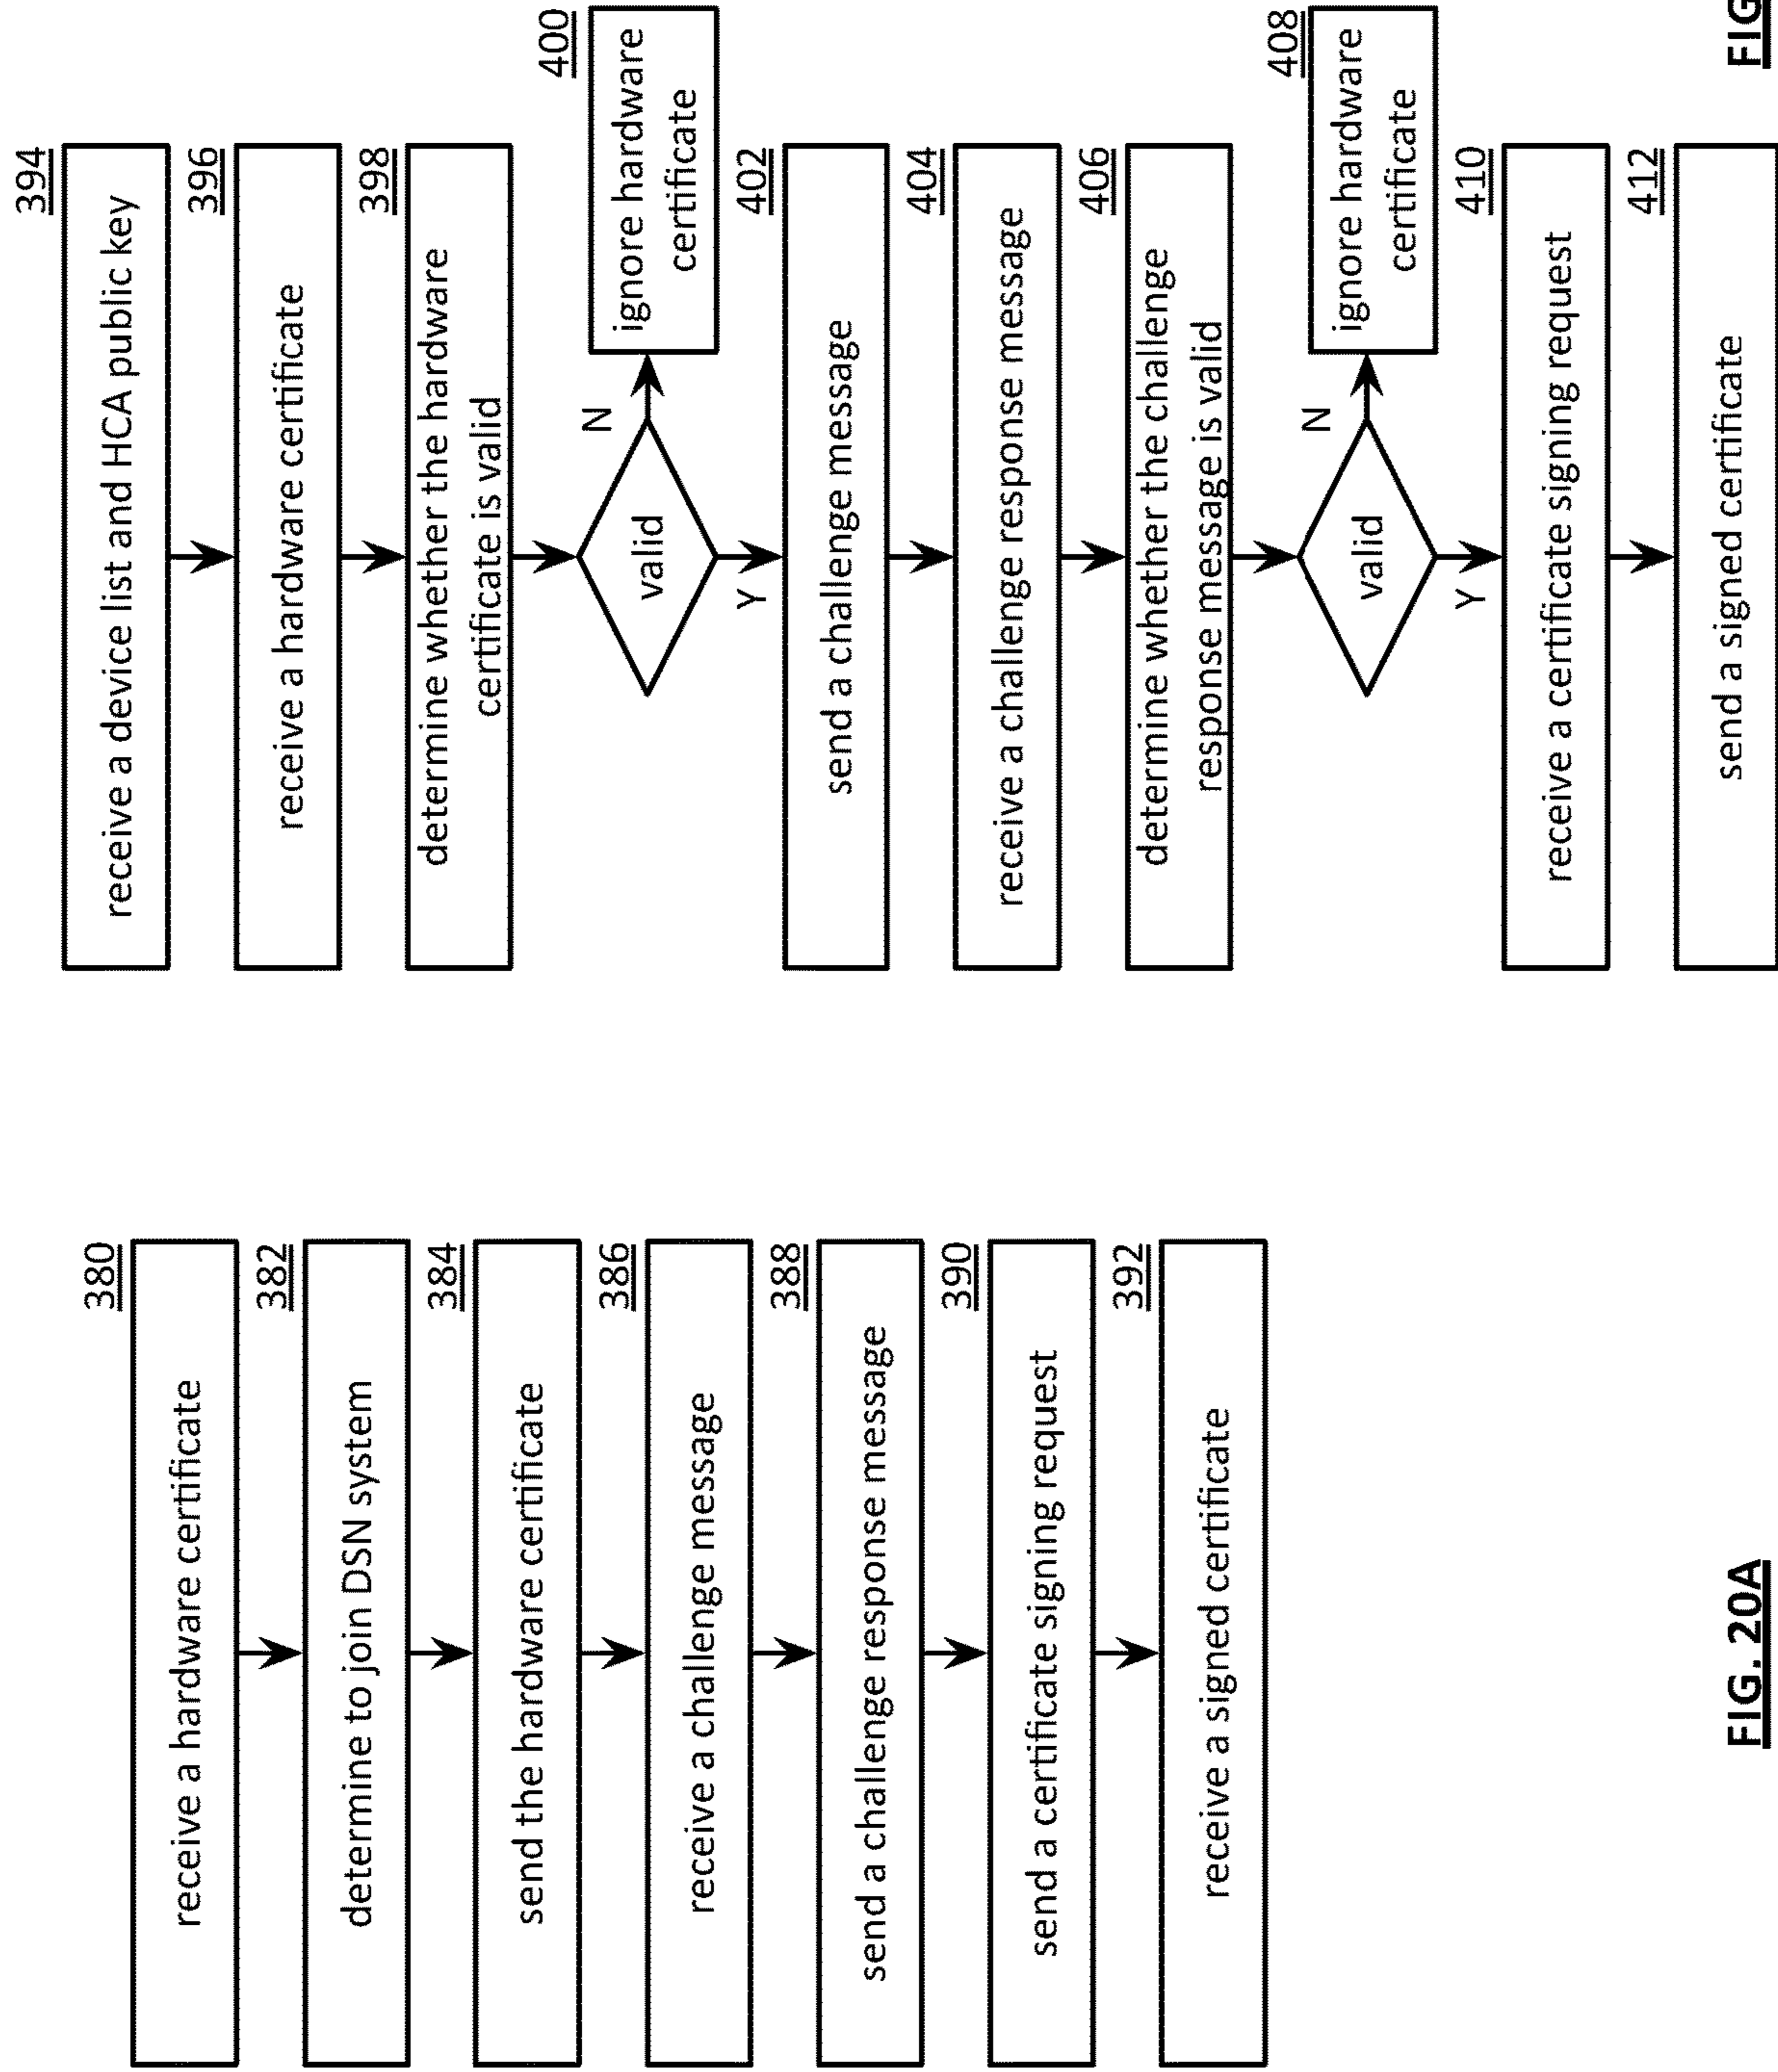 380
receive a hardware certificate
382
determine to join DSN system
384
send the hardware certificate
386
receive a challenge message
388
send a challenge response message
390
send a certificate signing request
392
receive a signed certificate
FIG. 20A
394
receive a device list and HCA public key
396
receive a hardware certificate
398
determine whether the hardware
certificate is valid
valid
N
400
ignore hardware
certificate
Y
402
send a challenge message
404
receive a challenge response message
406
determine whether the challenge
response message is valid
valid
N
408
ignore hardware
certificate
Y
410
receive a certificate signing request
412
send a signed certificate
FIG